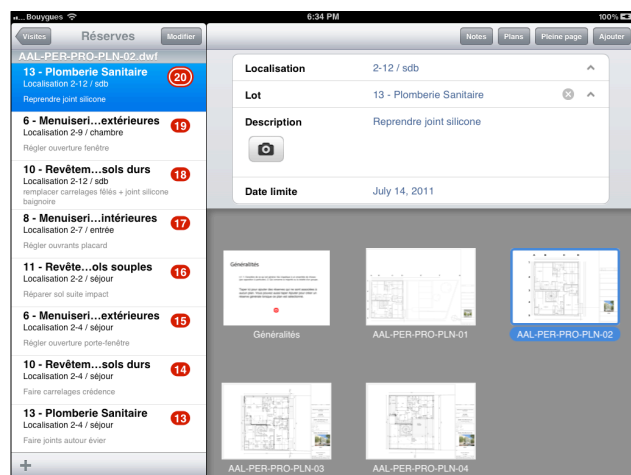 ...Bouygues
6:34 PM
100%
Visites
Réserves
Modifier
Notes
Plans
Pleine page
Ajouter
AAL-PER-PRO-PLN-02.dwf
13 - Plomberie Sanitaire
Localisation 2-12 / sdb
Reprendre joint silicone
20
6 - Menuiseri...extérieures
Localisation 2-9 / chambre
Régler ouverture fenêtre
19
10 - Revêtem...sols durs
Localisation 2-12 / sdb
remplacer carrelages fêlés + joint silicone
baignoire
18
8 - Menuiseri...intérieures
Localisation 2-7 / entrée
Régler ouvrants placard
17
11 - Revête...ols souples
Localisation 2-2 / séjour
Réparer sol suite impact
16
6 - Menuiseri...extérieures
Localisation 2-4 / séjour
Régler ouverture porte-fenêtre
15
10 - Revêtem...sols durs
Localisation 2-4 / séjour
Faire carrelages crédence
14
13 - Plomberie Sanitaire
Localisation 2-4 / séjour
Faire joints autour évier
13
Localisation
2-12 / sdb
Lot
13 - Plomberie Sanitaire
Description
Reprendre joint silicone
Date limite
July 14, 2011
Généralités
Généralités
AAL-PER-PRO-PLN-01
AAL-PER-PRO-PLN-02
AAL-PER-PRO-PLN-03
AAL-PER-PRO-PLN-04